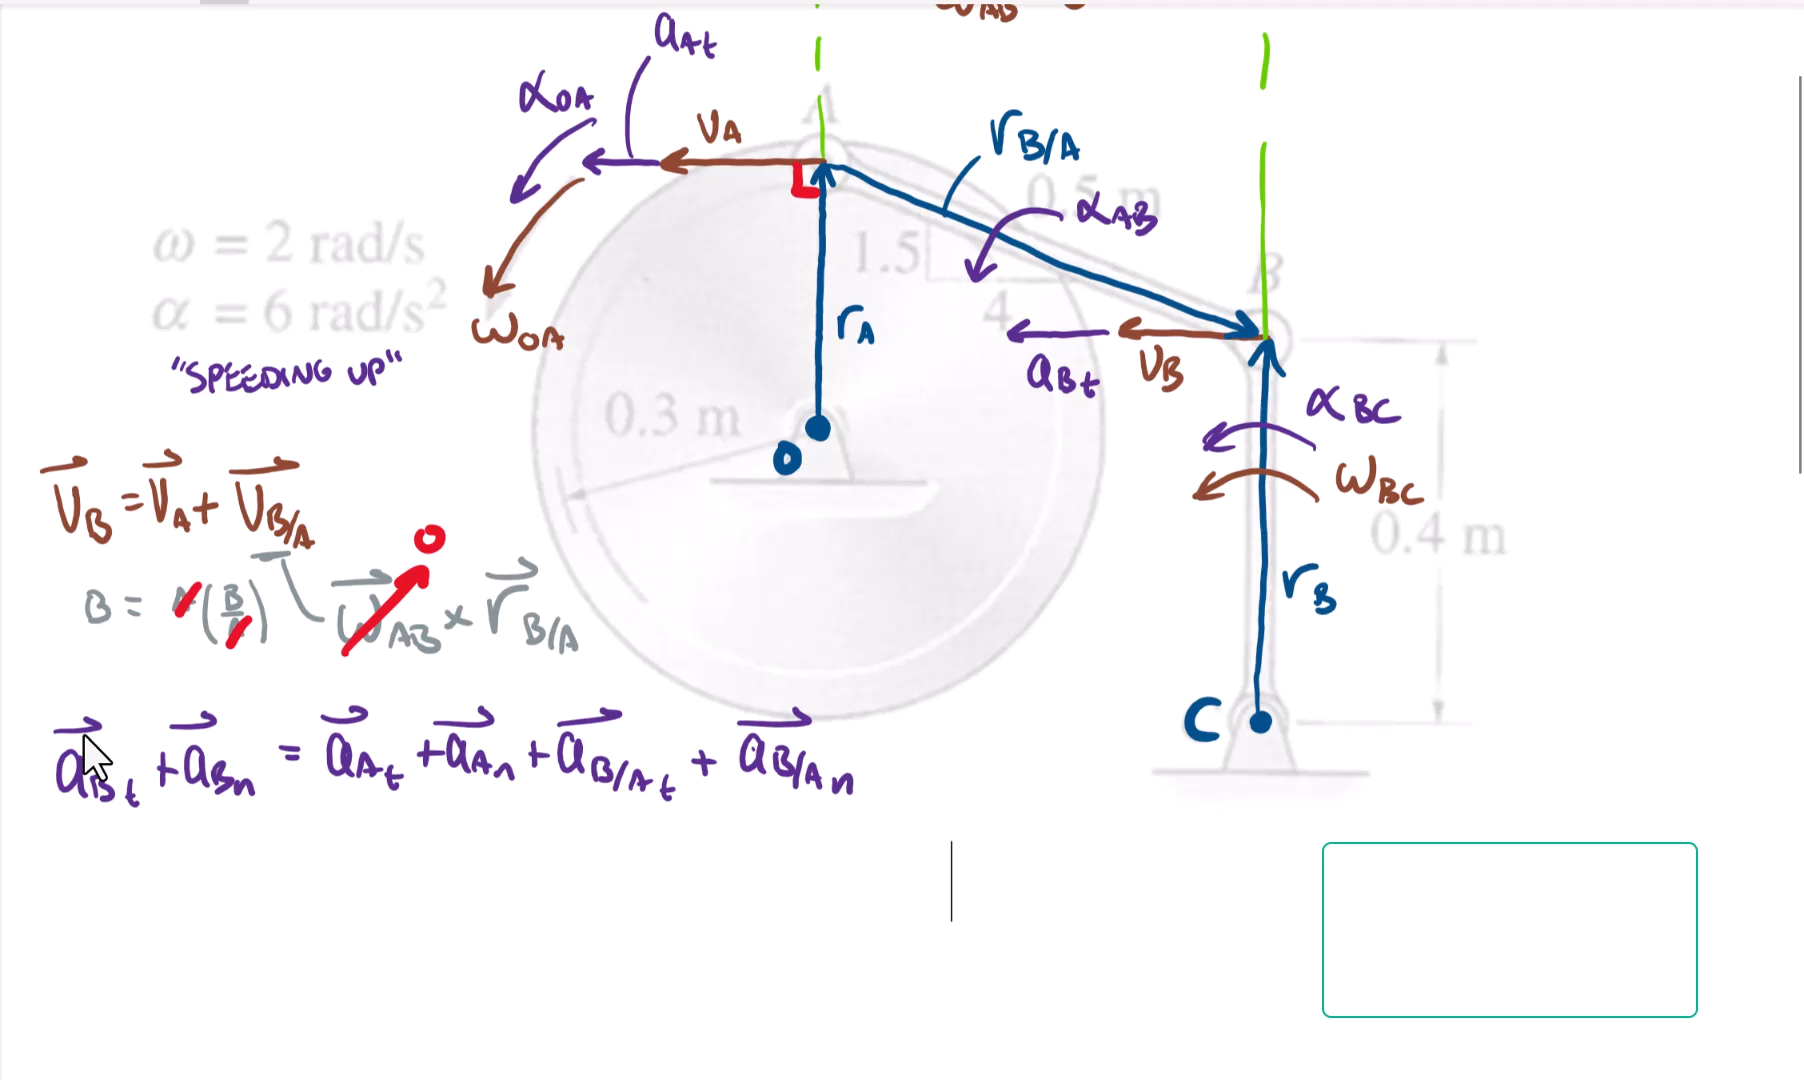 a_At
α_OA
A
V_A
r_B/A
0.5 m
α_AB
ω = 2 rad/s
1.5
B
α = 6 rad/s²
4
ω_OA
r_A
"SPEEDING UP"
a_Bt
V_B
α_BC
0.3 m
O
ω_BC
V_B = V_A + V_B/A
0.4 m
0
B = A(B/A)
ω_AB × r_B/A
r_B
C
a_Bt + a_Bn = a_At + a_An + a_B/At + a_B/An